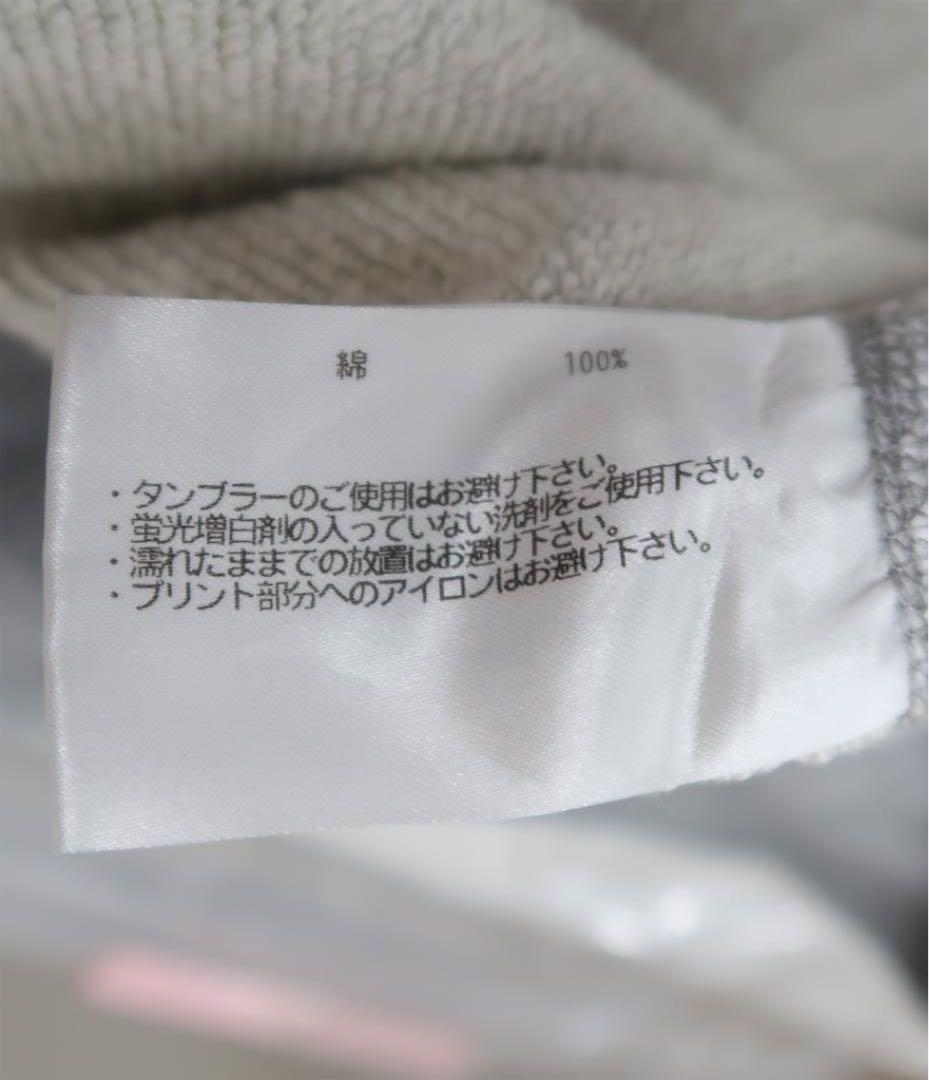 綿 100%
・タンブラーのご使用はお避け下さい。
・蛍光増白剤の入っていない洗剤をご使用下さい。
・濡れたままでの放置はお避け下さい。
・プリント部分へのアイロンはお避け下さい。